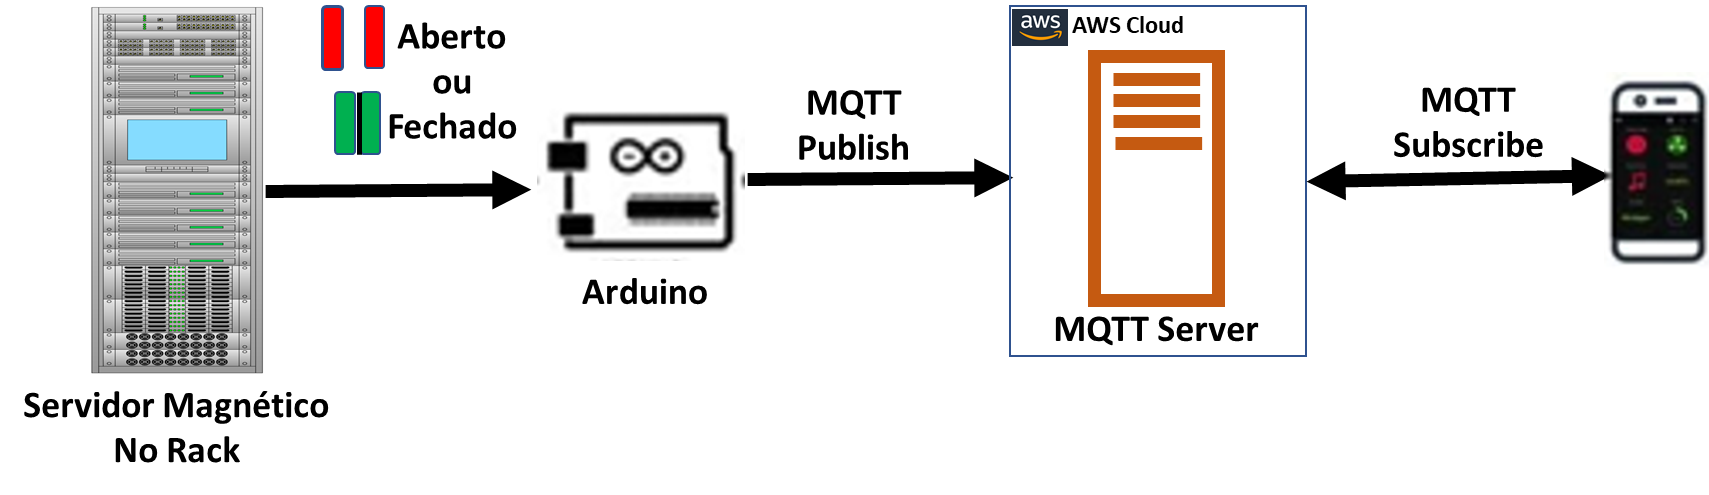 Aberto
ou
Fechado
MQTT
Publish
aws
AWS Cloud
MQTT
Subscribe
Arduino
MQTT Server
Servidor Magnético
No Rack